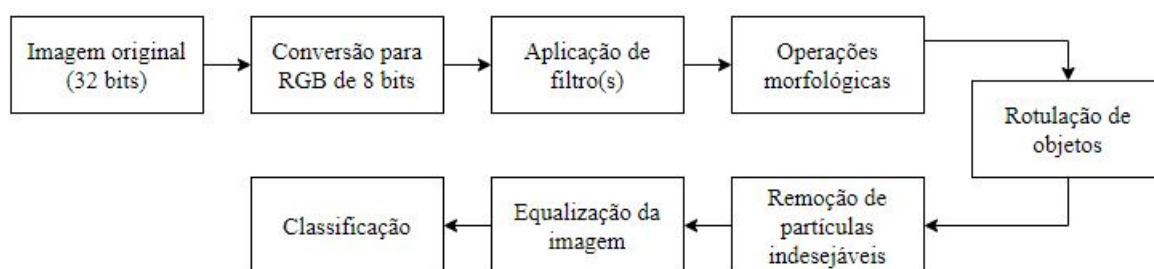 Imagem original
(32 bits)
Conversão para
RGB de 8 bits
Aplicação de
filtro(s)
Operações
morfológicas
Rotulação de
objetos
Remoção de
partículas
indesejáveis
Equalização da
imagem
Classificação